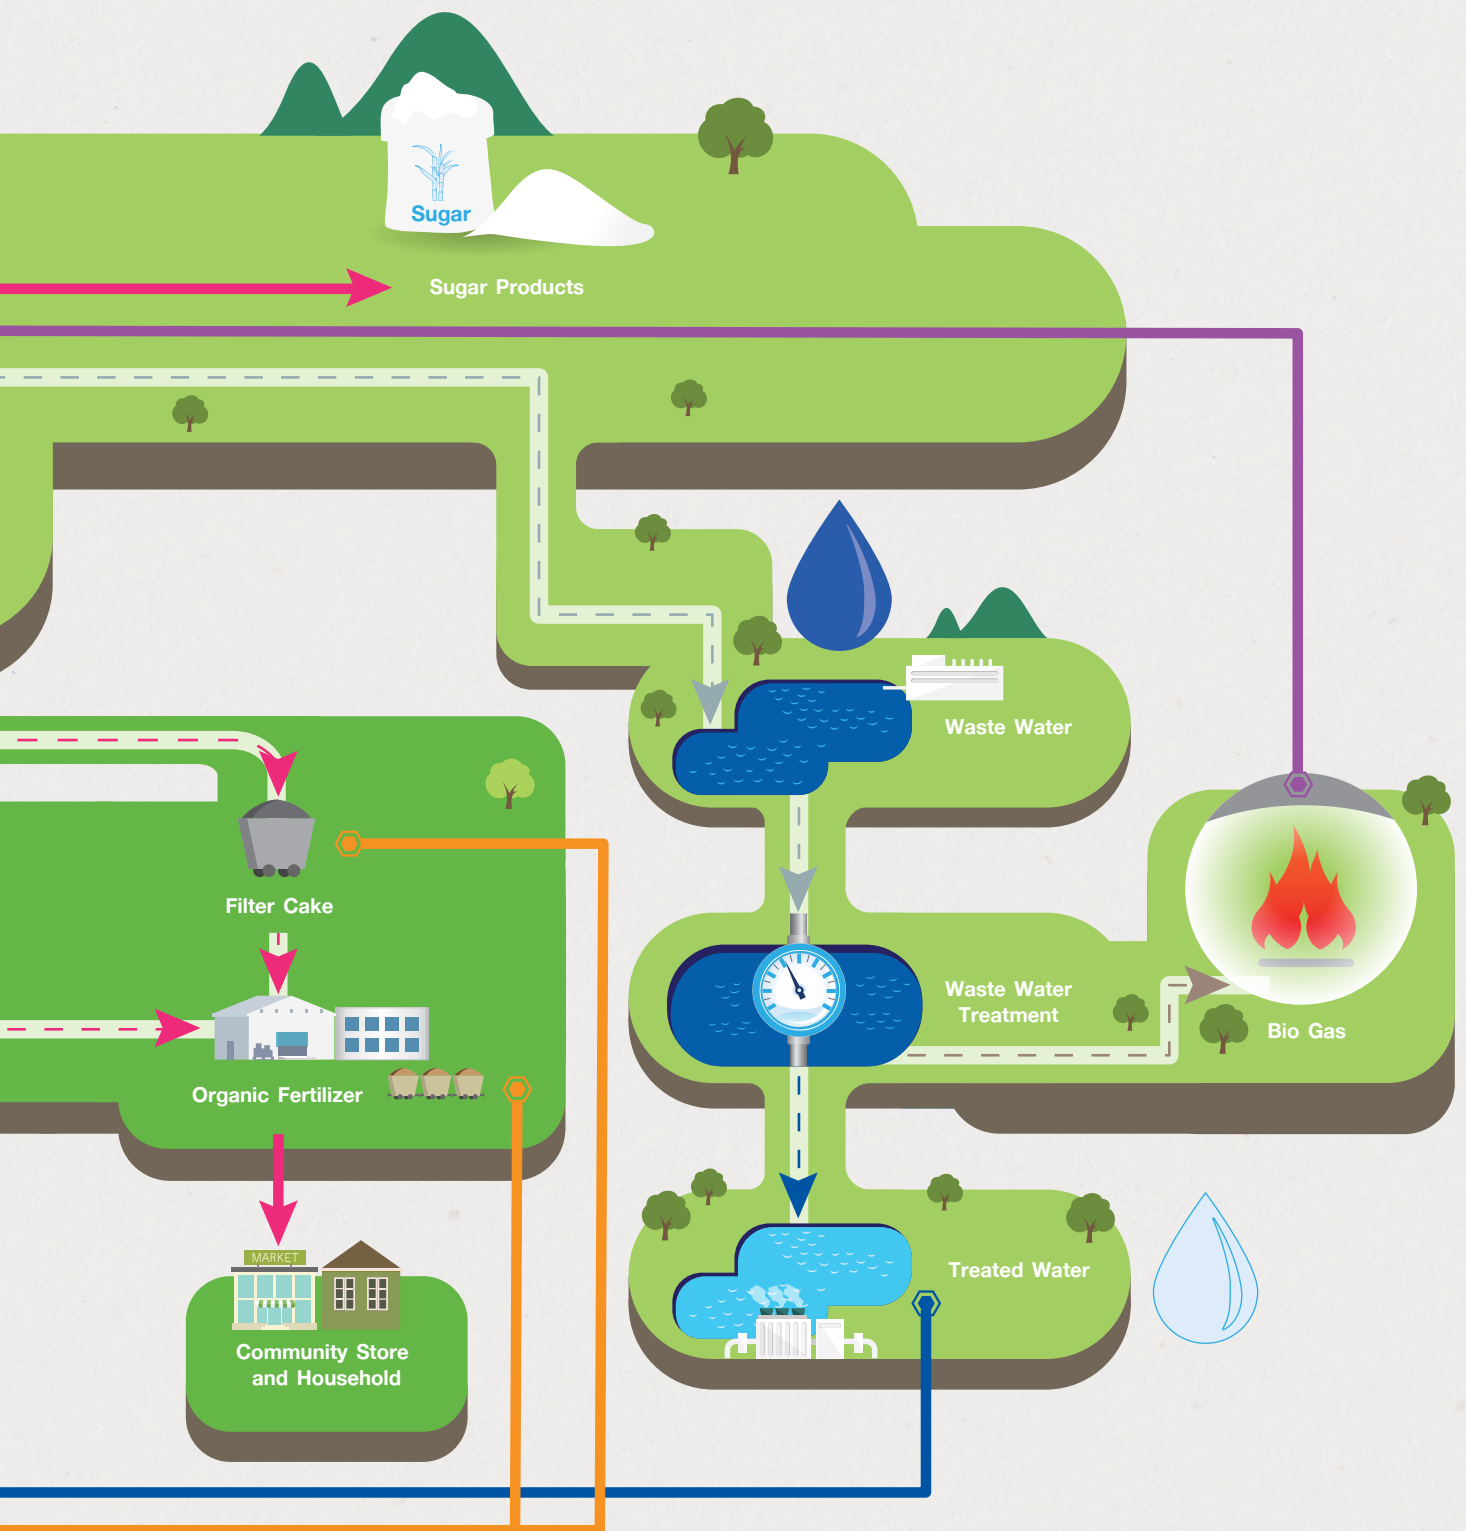 Sugar
Sugar Products
Waste Water
Filter Cake
Waste Water
Treatment
Bio Gas
Organic Fertilizer
MARKET
Treated Water
Community Store
and Household